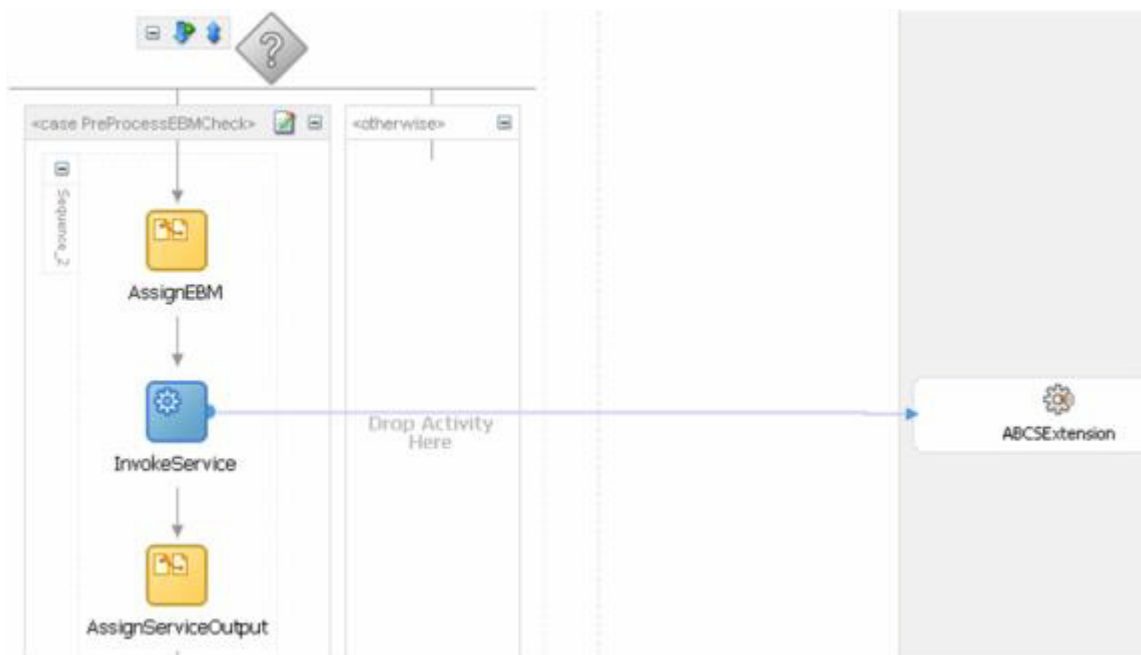 <case PreProcessEBMCheck>
<otherwise>
Sequence_2
AssignEBM
InvokeService
Drop Activity
Here
ABCSExtension
AssignServiceOutput